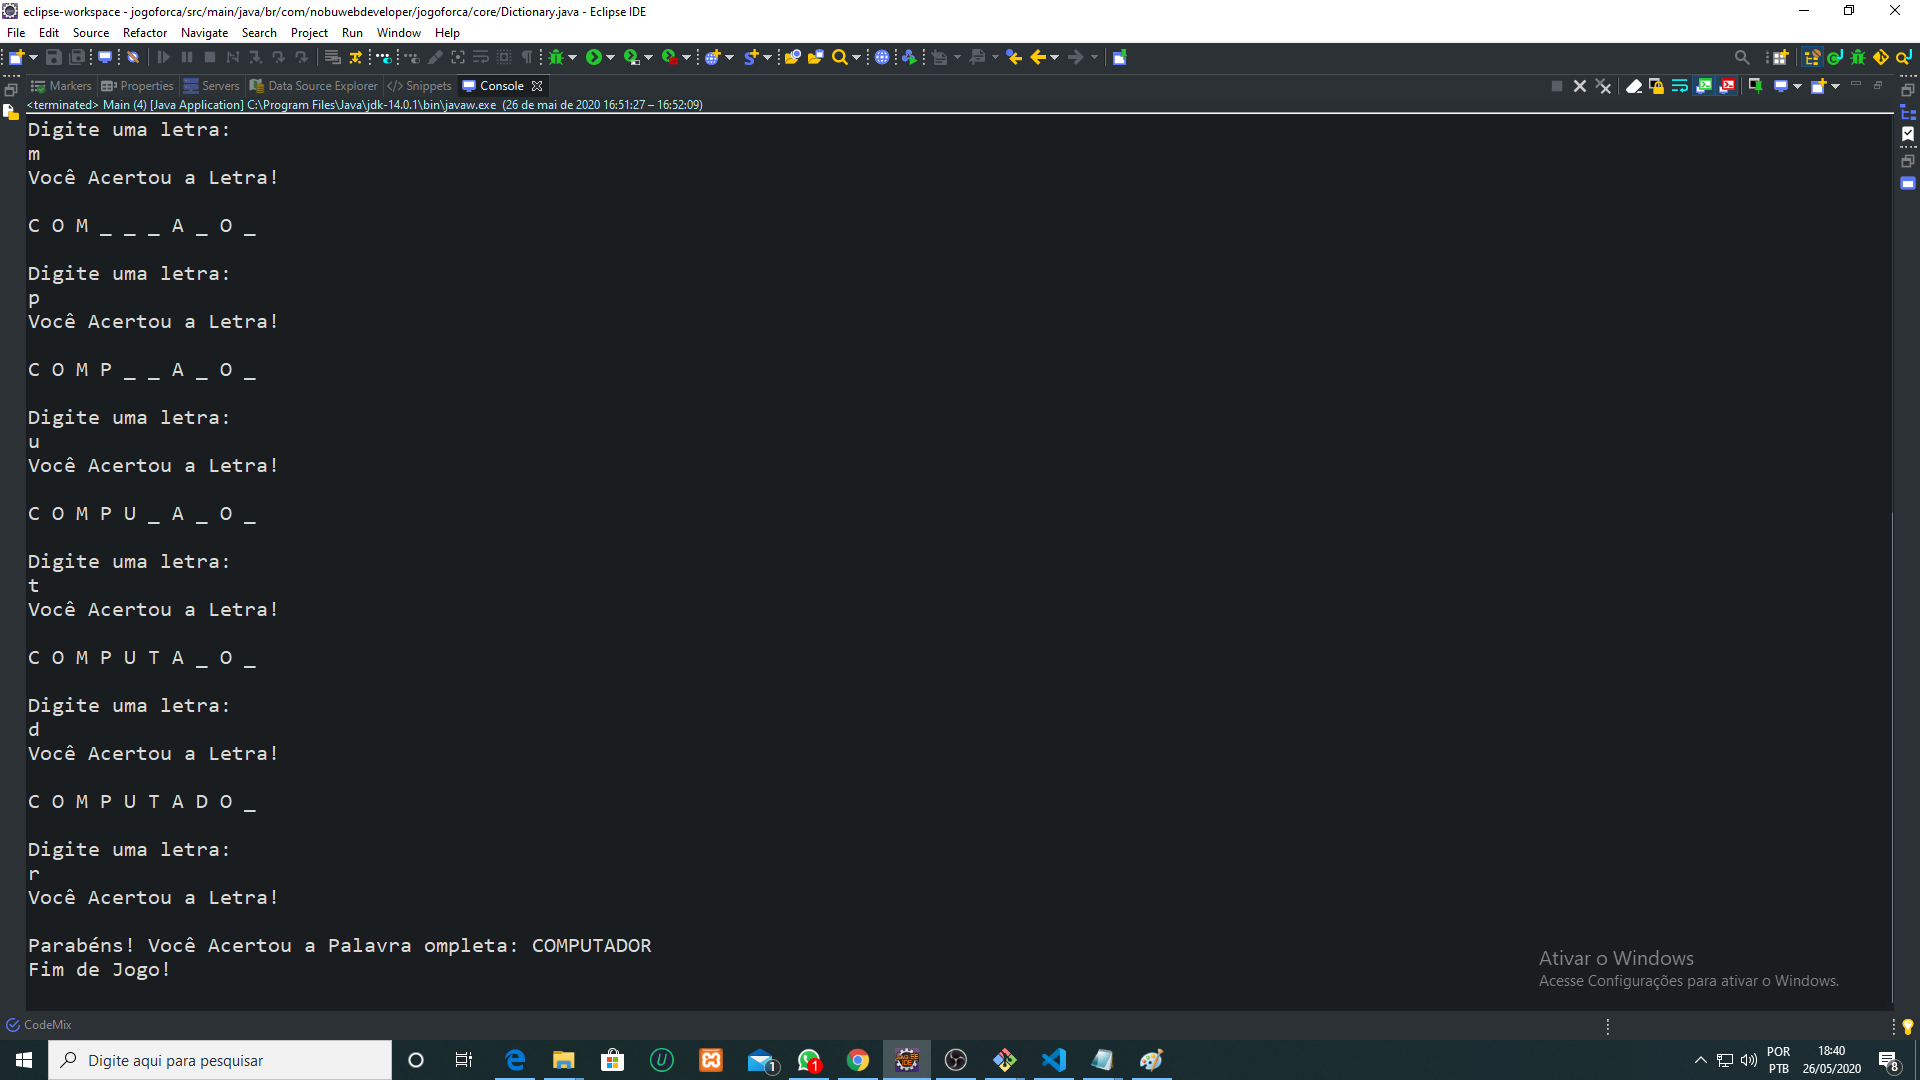 eclipse-workspace - jogoforca/src/main/java/br/com/nobuwebdeveloper/jogoforca/core/Dictionary.java - Eclipse IDE
File Edit Source Refactor Navigate Search Project Run Window Help
Markers Properties Servers Data Source Explorer Snippets Console
<terminated> Main (4) [Java Application] C:\Program Files\Java\jdk-14.0.1\bin\javaw.exe (26 de mai de 2020 16:51:27 – 16:52:09)
Digite uma letra:
m
Você Acertou a Letra!
C O M _ _ _ A _ O _
Digite uma letra:
p
Você Acertou a Letra!
C O M P _ _ A _ O _
Digite uma letra:
u
Você Acertou a Letra!
C O M P U _ A _ O _
Digite uma letra:
t
Você Acertou a Letra!
C O M P U T A _ O _
Digite uma letra:
d
Você Acertou a Letra!
C O M P U T A D O _
Digite uma letra:
r
Você Acertou a Letra!
Parabéns! Você Acertou a Palavra ompleta: COMPUTADOR
Fim de Jogo!
Ativar o Windows
Acesse Configurações para ativar o Windows.
CodeMix
Digite aqui para pesquisar
1
1
POR
PTB
18:40
26/05/2020
8